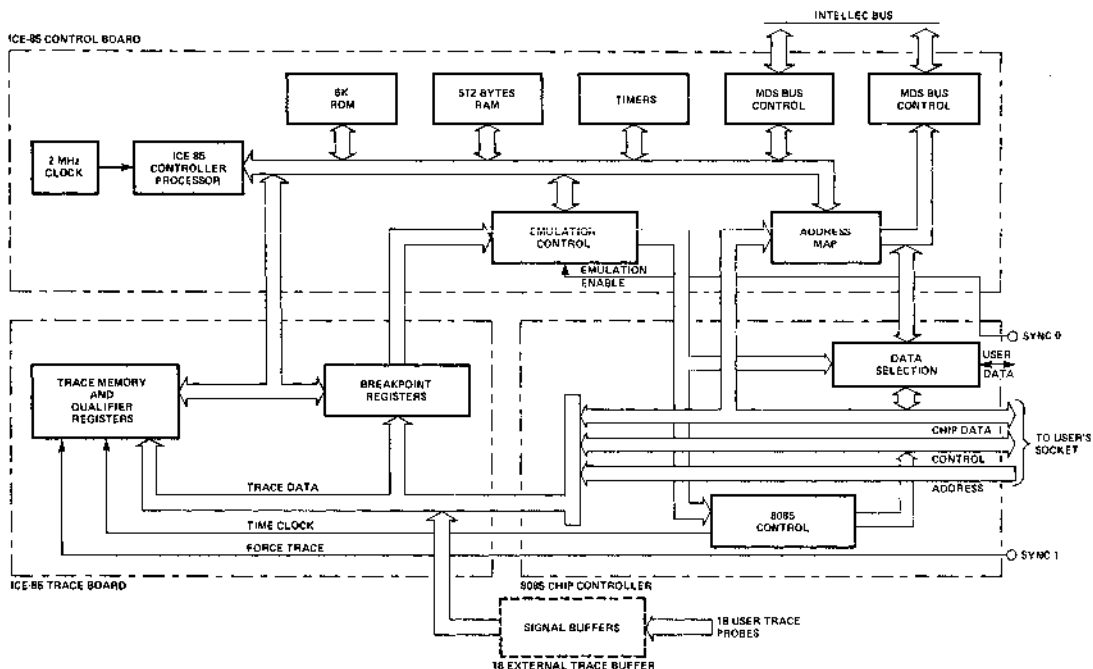 INTELLEC BUS
ICE-85 CONTROL BOARD
6K
ROM
512 BYTES
RAM
TIMERS
MDS BUS
CONTROL
MDS BUS
CONTROL
2 MHz
CLOCK
ICE 85
CONTROLLER
PROCESSOR
EMULATION
CONTROL
ADDRESS
MAP
EMULATION
ENABLE
SYNC 0
TRACE MEMORY
AND
QUALIFIER
REGISTERS
BREAKPOINT
REGISTERS
DATA
SELECTION
USER
DATA
CHIP DATA
TO USER'S
SOCKET
CONTROL
ADDRESS
TRACE DATA
8085
CONTROL
TIME CLOCK
FORCE TRACE
SYNC 1
ICE-85 TRACE BOARD
8085 CHIP CONTROLLER
SIGNAL BUFFERS
18 USER TRACE
PROBES
18 EXTERNAL TRACE BUFFER